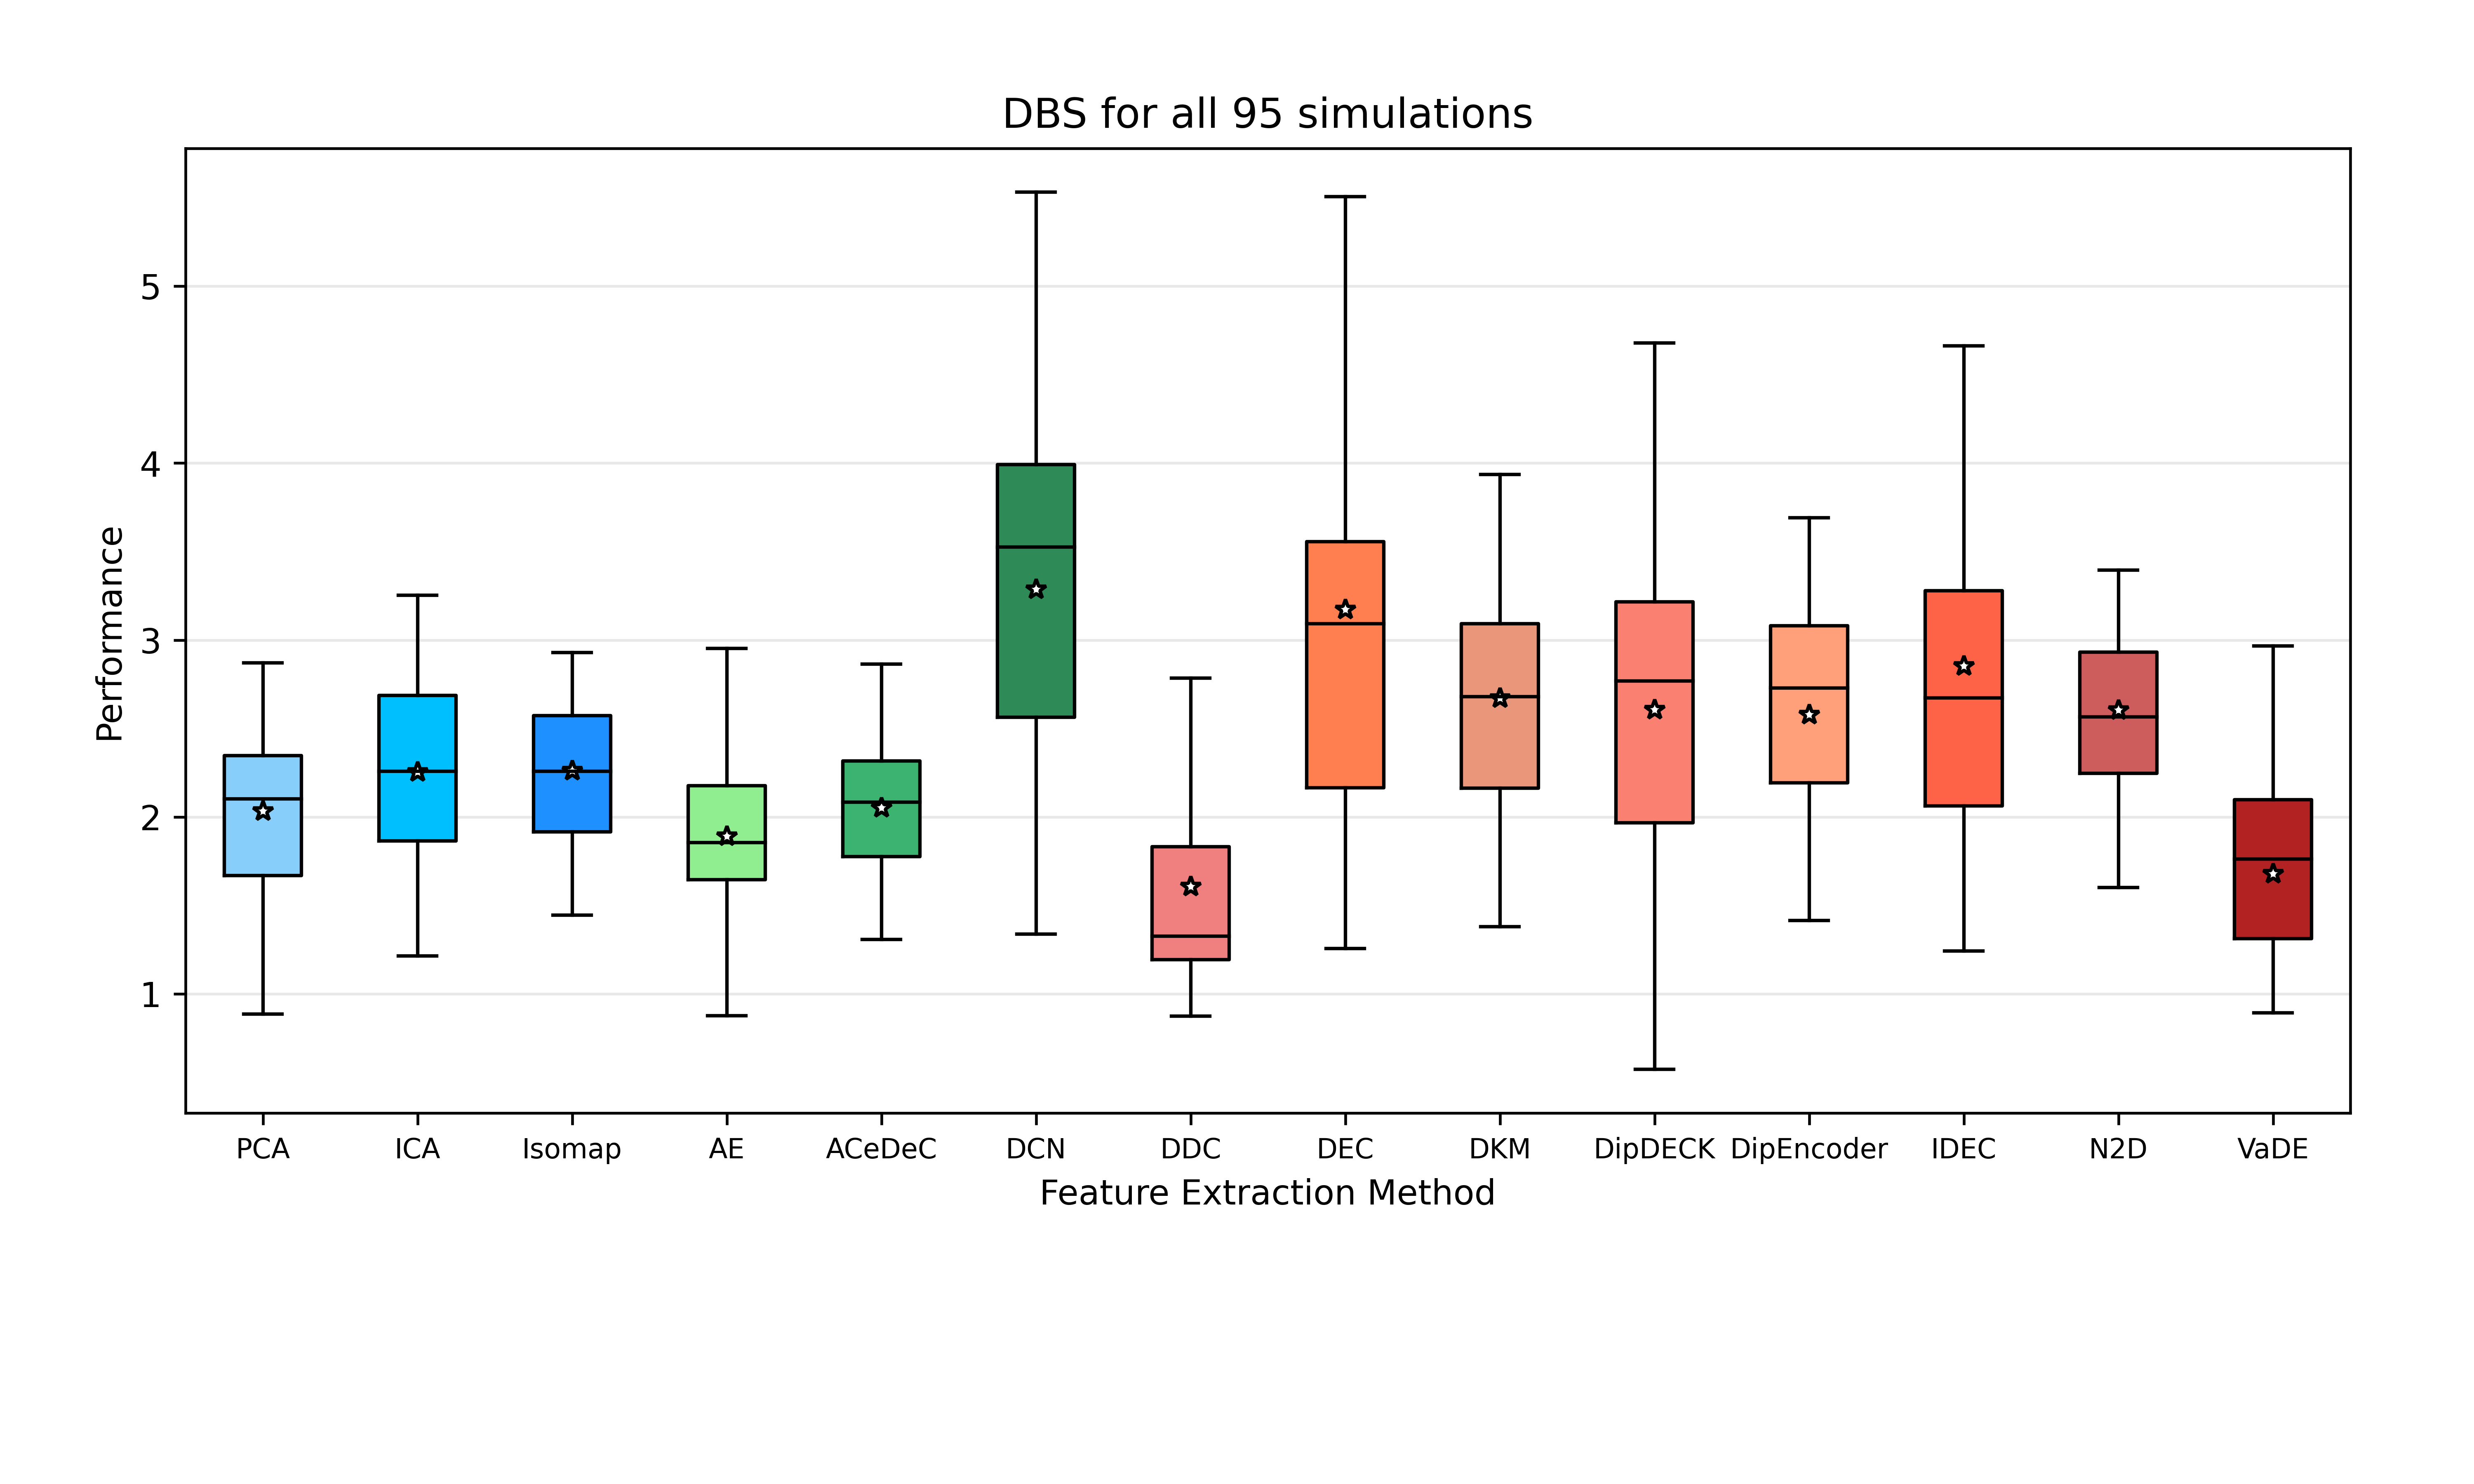 DBS for all 95 simulations
Performance
5
4
3
2
1
PCA ICA Isomap AE ACeDeC DCN DDC DEC DKM DipDECK DipEncoder IDEC N2D VaDE
Feature Extraction Method